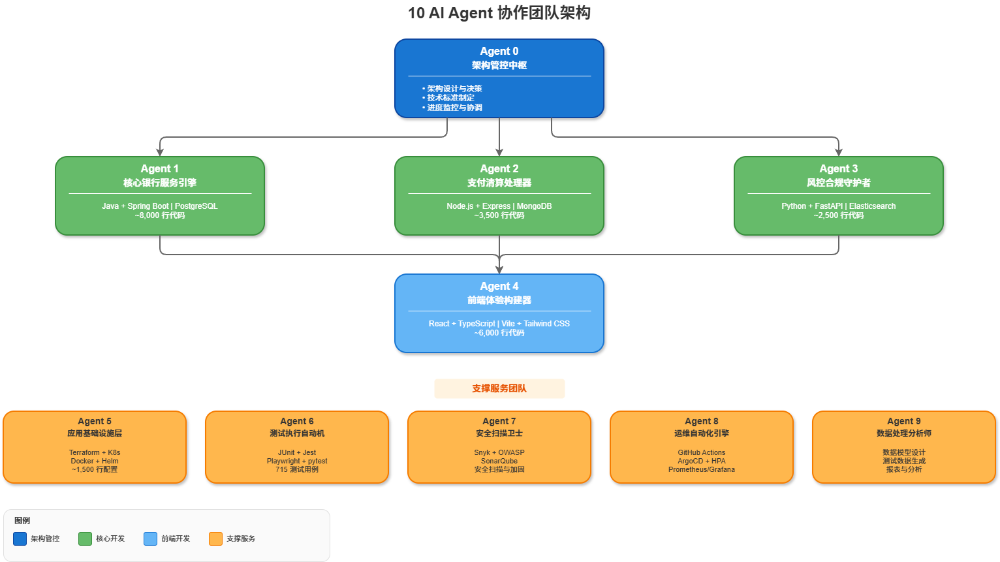 10 AI Agent 协作团队架构
Agent 0
架构管控中枢
• 架构设计与决策
• 技术标准制定
• 进度监控与协调
Agent 1
核心银行服务引擎
Java + Spring Boot | PostgreSQL
~8,000 行代码
Agent 2
支付清算处理器
Node.js + Express | MongoDB
~3,500 行代码
Agent 3
风控合规守护者
Python + FastAPI | Elasticsearch
~2,500 行代码
Agent 4
前端体验构建器
React + TypeScript | Vite + Tailwind CSS
~6,000 行代码
支撑服务团队
Agent 5
应用基础设施层
Terraform + K8s
Docker + Helm
~1,500 行配置
Agent 6
测试执行自动机
JUnit + Jest
Playwright + pytest
715 测试用例
Agent 7
安全扫描卫士
Snyk + OWASP
SonarQube
安全扫描与加固
Agent 8
运维自动化引擎
GitHub Actions
ArgoCD + HPA
Prometheus/Grafana
Agent 9
数据处理分析师
数据模型设计
测试数据生成
报表与分析
图例
架构管控
核心开发
前端开发
支撑服务